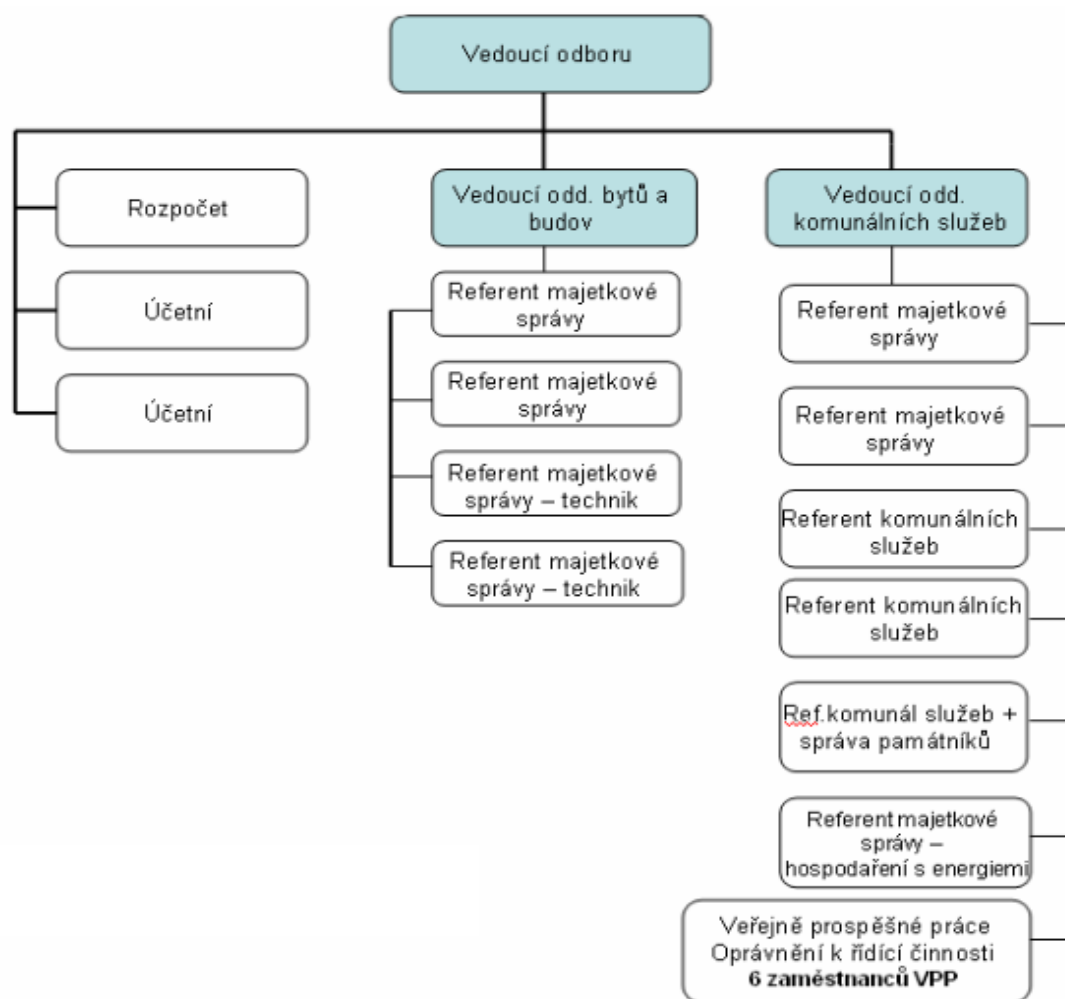 Vedoucí odboru
Rozpočet
Účetní
Účetní
Vedoucí odd. bytů a
budov
Referent majetkové
správy
Referent majetkové
správy
Referent majetkové
správy – technik
Referent majetkové
správy – technik
Vedoucí odd.
komunálních služeb
Referent majetkové
správy
Referent majetkové
správy
Referent komunálních
služeb
Referent komunálních
služeb
Ref.komunál služeb +
správa památníků
Referent majetkové
správy –
hospodaření s energiemi
Veřejně prospěšné práce
Oprávnění k řídící činnosti
6 zaměstnanců VPP